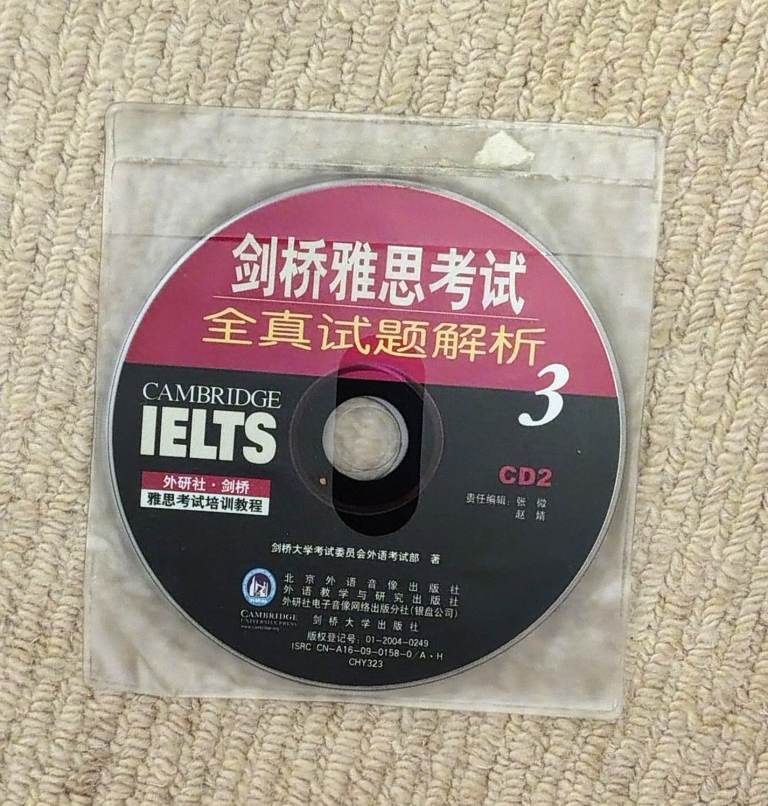 剑桥雅思考试
全真试题解析
3
CAMBRIDGE
IELTS
外研社·剑桥
雅思考试培训教程
CD2
责任编辑：张 微
赵 婧
剑桥大学考试委员会外语考试部 著
北京外语音像出版社
外语教学与研究出版社
外研社电子音像网络出版分社(银盘公司)
剑桥大学出版社
CAMBRIDGE
UNIVERSITY PRESS
www.cambridge.org
版权登记号：01-2004-0249
ISRC CN-A16-09-0158-0/A·H
CHY323